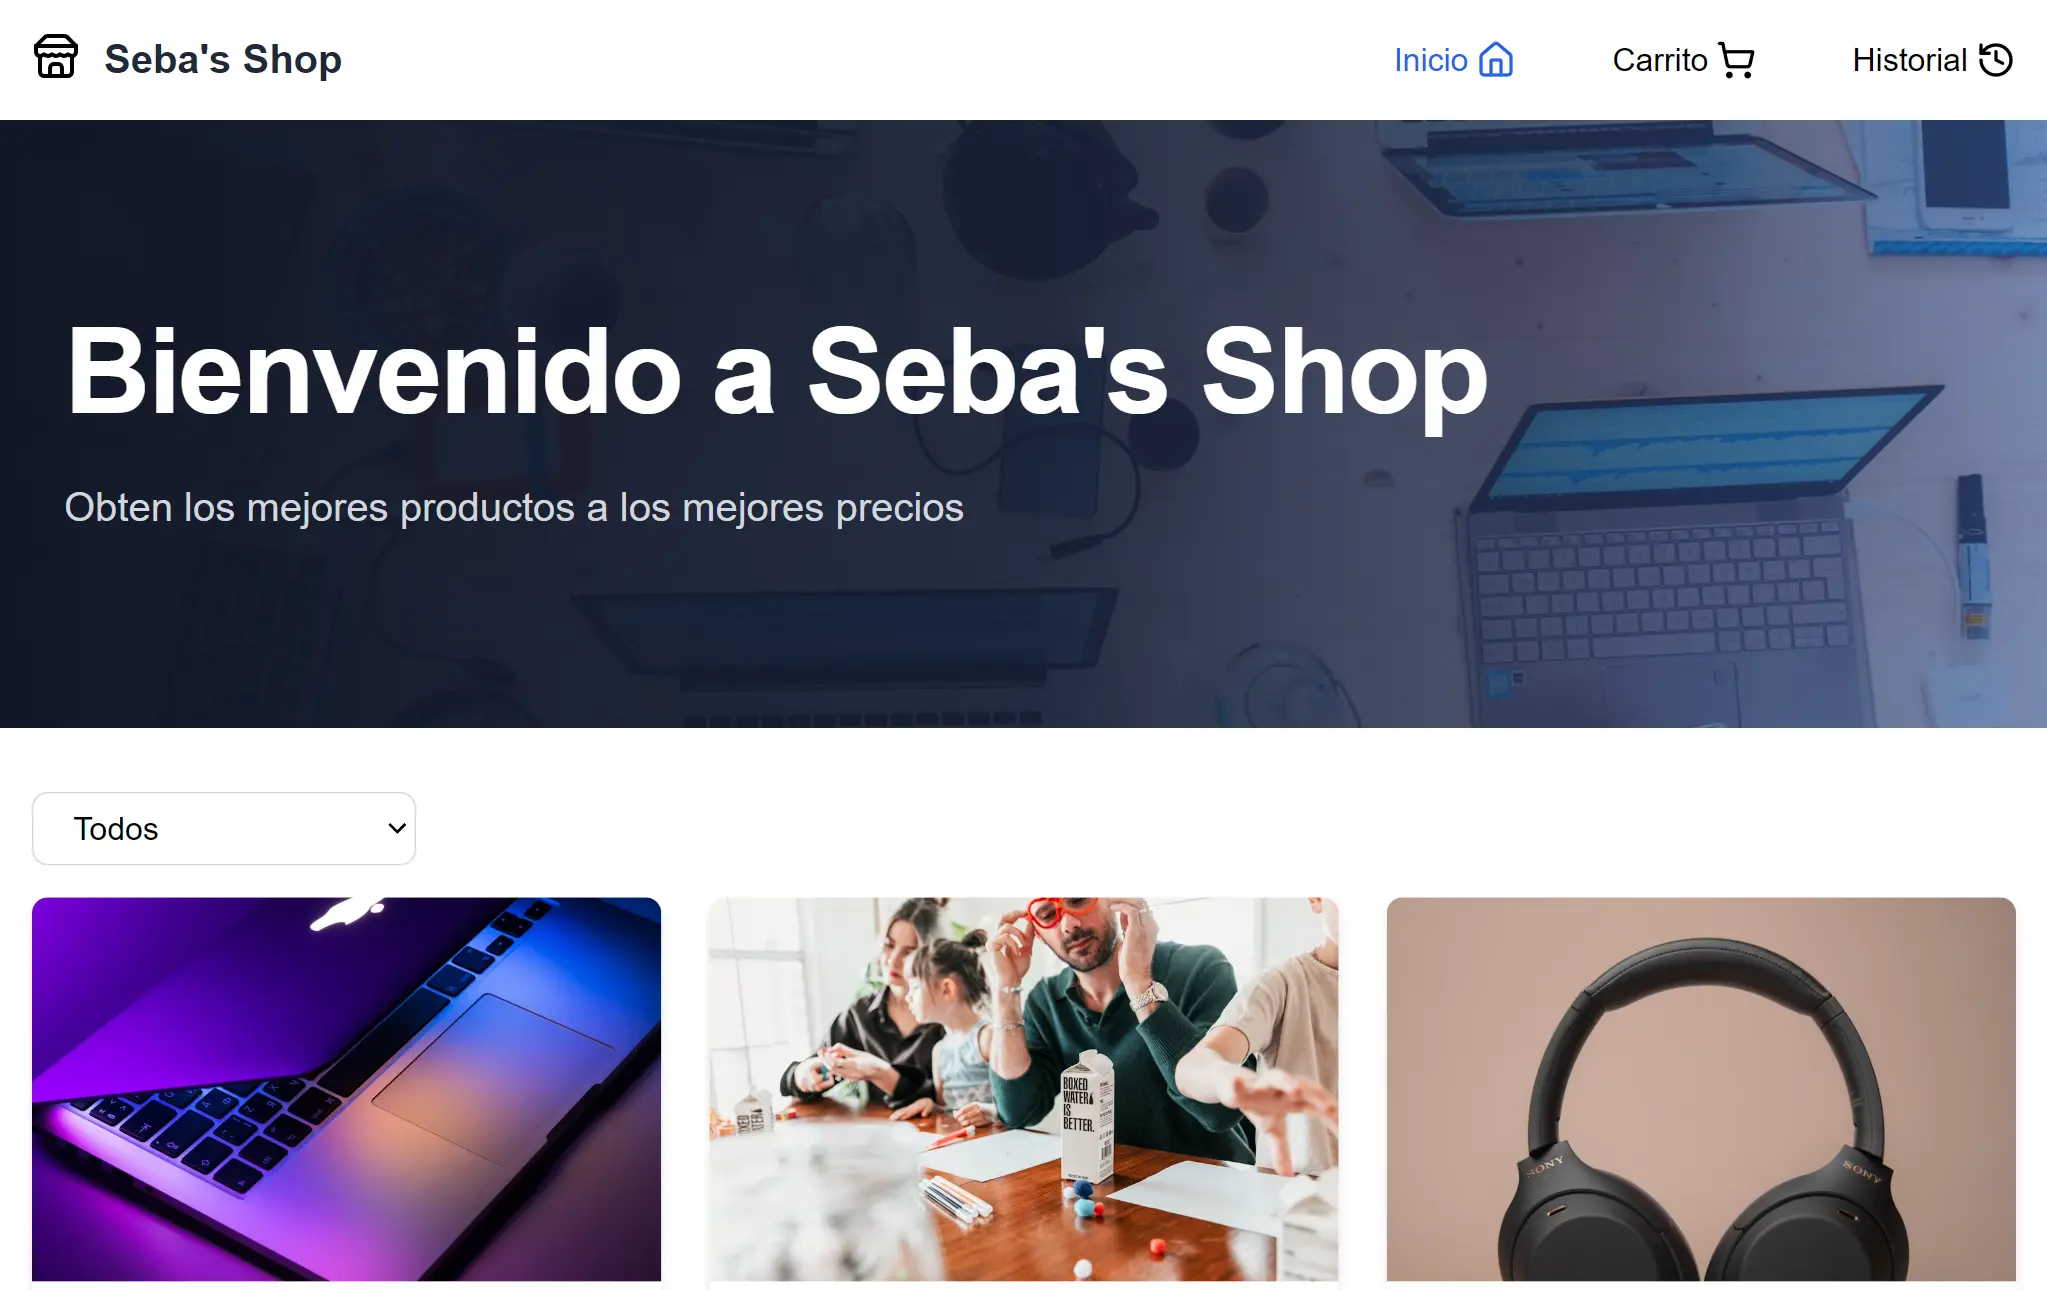 Seba's Shop
Inicio
Carrito
Historial
Bienvenido a Seba's Shop
Obten los mejores productos a los mejores precios
Todos
BOXED
WATER
IS
BETTER.
SONY
SONY